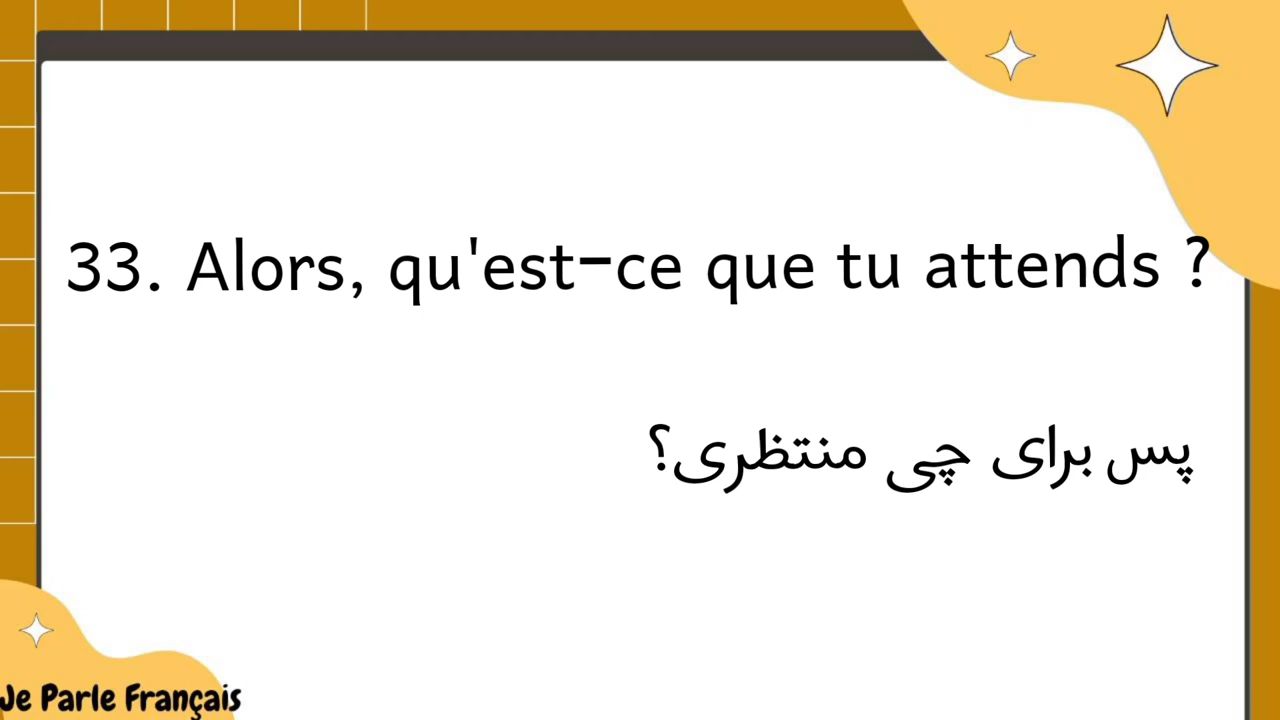 33. Alors, qu'est-ce que tu attends ?
پس برای چی منتظری؟
Je Parle Français